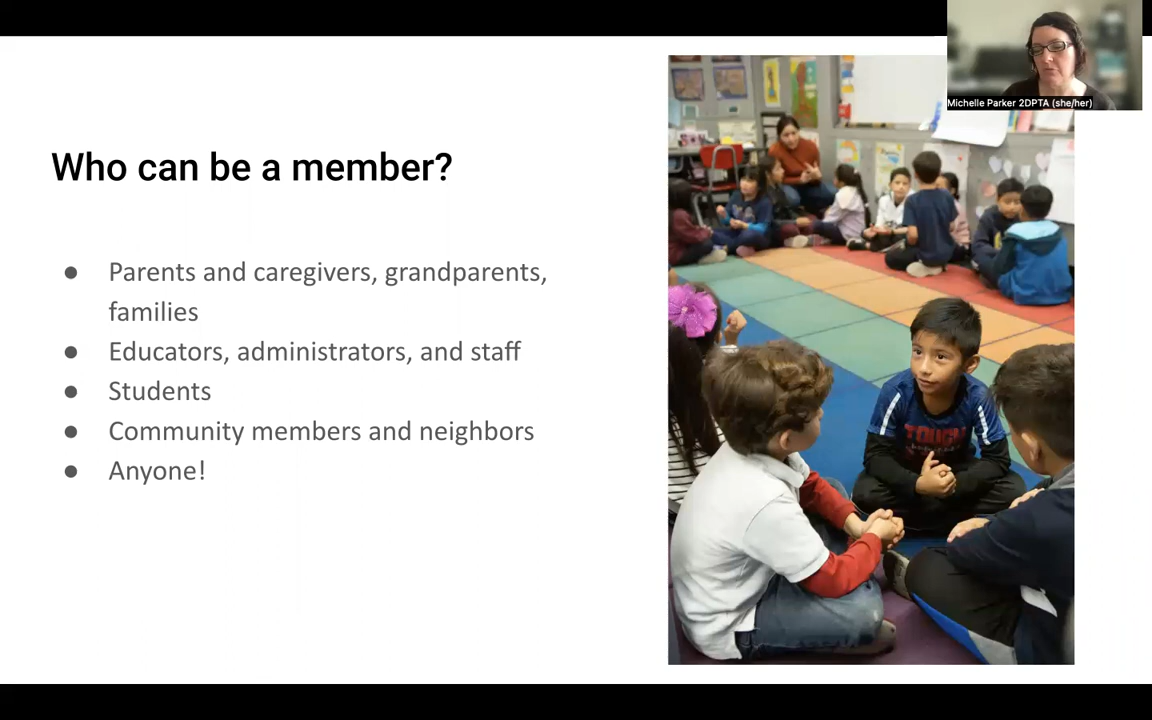 Michelle Parker 2DPTA (she/her)
Who can be a member?
● Parents and caregivers, grandparents,
families
● Educators, administrators, and staff
● Students
● Community members and neighbors
● Anyone!
TOUCH